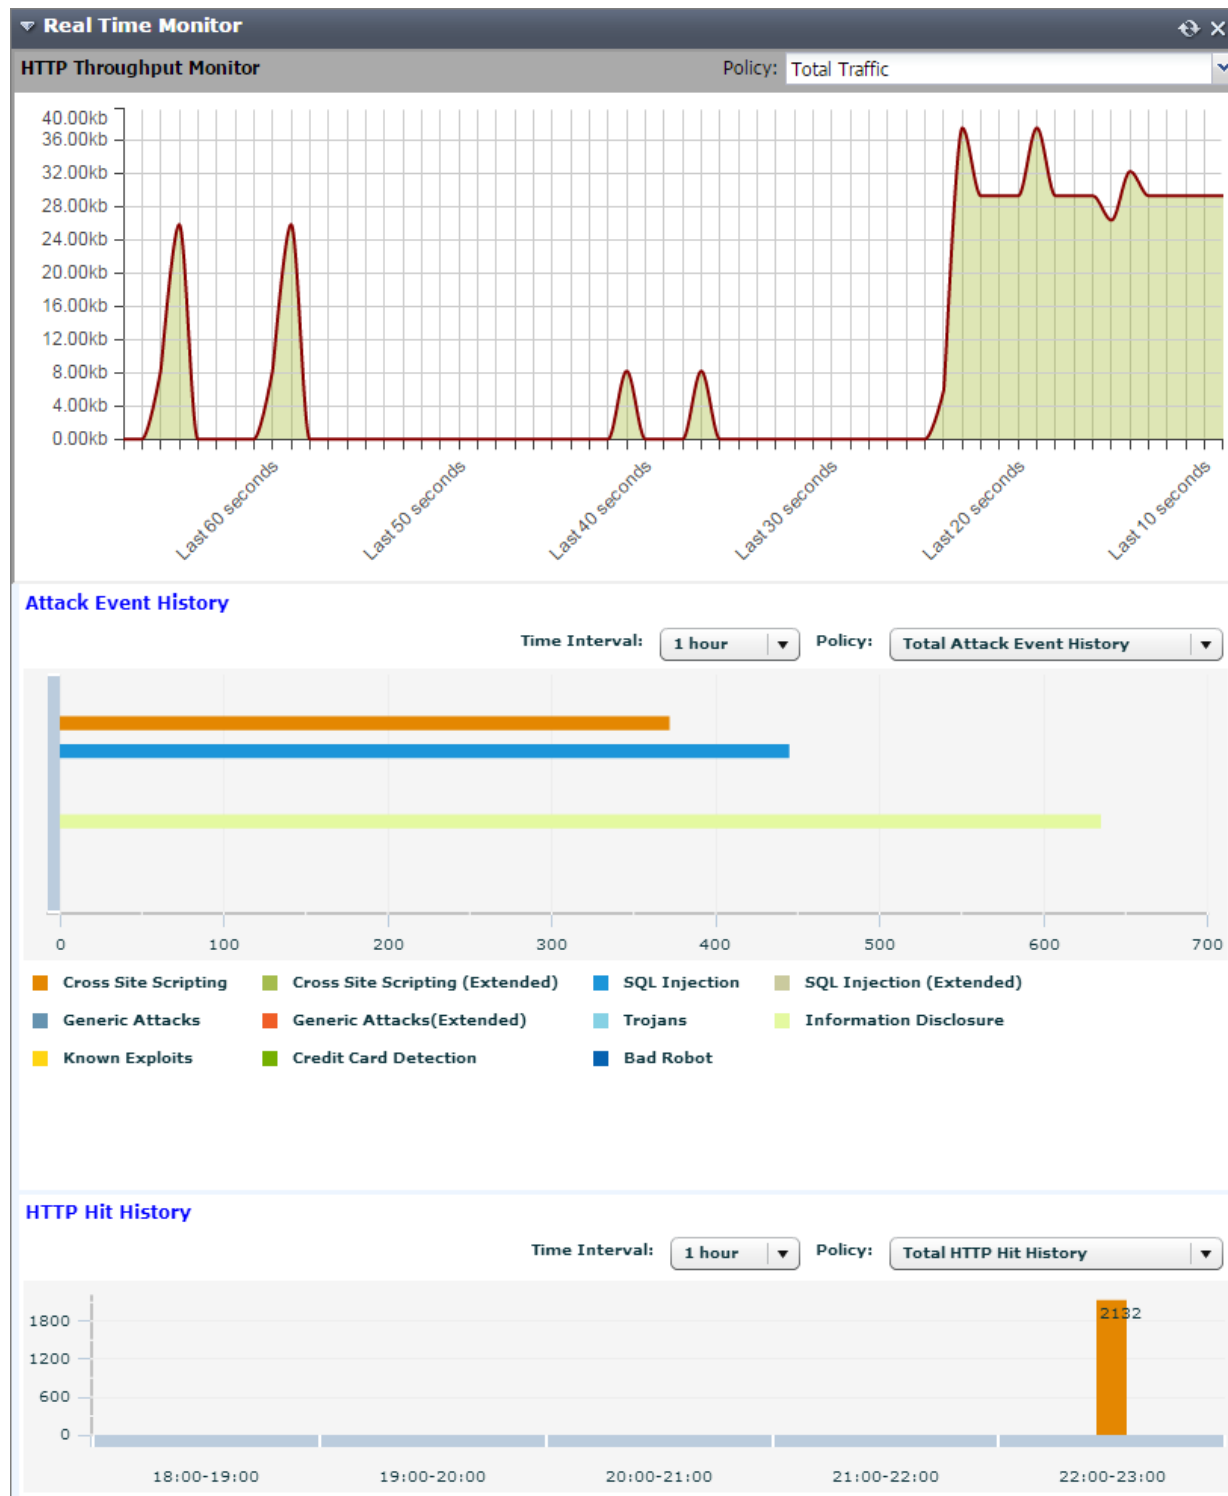 Real Time Monitor
HTTP Throughput Monitor Policy: Total Traffic
40.00kb
36.00kb
32.00kb
28.00kb
24.00kb
20.00kb
16.00kb
12.00kb
8.00kb
4.00kb
0.00kb
Last 60 seconds Last 50 seconds Last 40 seconds Last 30 seconds Last 20 seconds Last 10 seconds
Attack Event History
Time Interval: 1 hour Policy: Total Attack Event History
0 100 200 300 400 500 600 700
Cross Site Scripting Cross Site Scripting (Extended) SQL Injection SQL Injection (Extended)
Generic Attacks Generic Attacks(Extended) Trojans Information Disclosure
Known Exploits Credit Card Detection Bad Robot
HTTP Hit History
Time Interval: 1 hour Policy: Total HTTP Hit History
2132
1800
1200
600
0
18:00-19:00 19:00-20:00 20:00-21:00 21:00-22:00 22:00-23:00